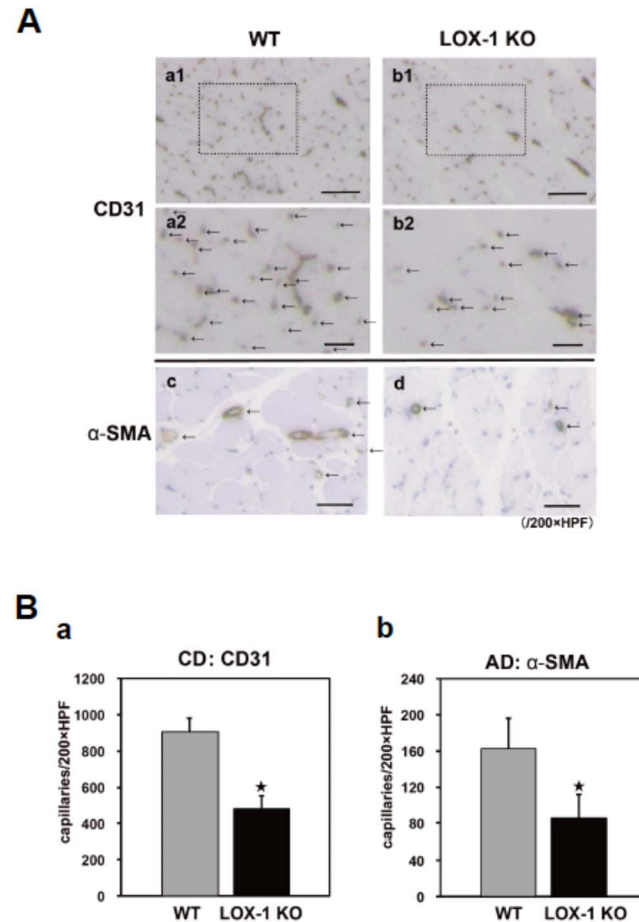 A
WT LOX-1 KO
a1 b1
CD31
a2 b2
α-SMA
c d
(/200×HPF)
B
a b
CD: CD31
capillaries/200×HPF
1200
1000
800
600
400
200
0
★
WT LOX-1 KO
AD: α-SMA
capillaries/200×HPF
240
200
160
120
80
40
0
★
WT LOX-1 KO